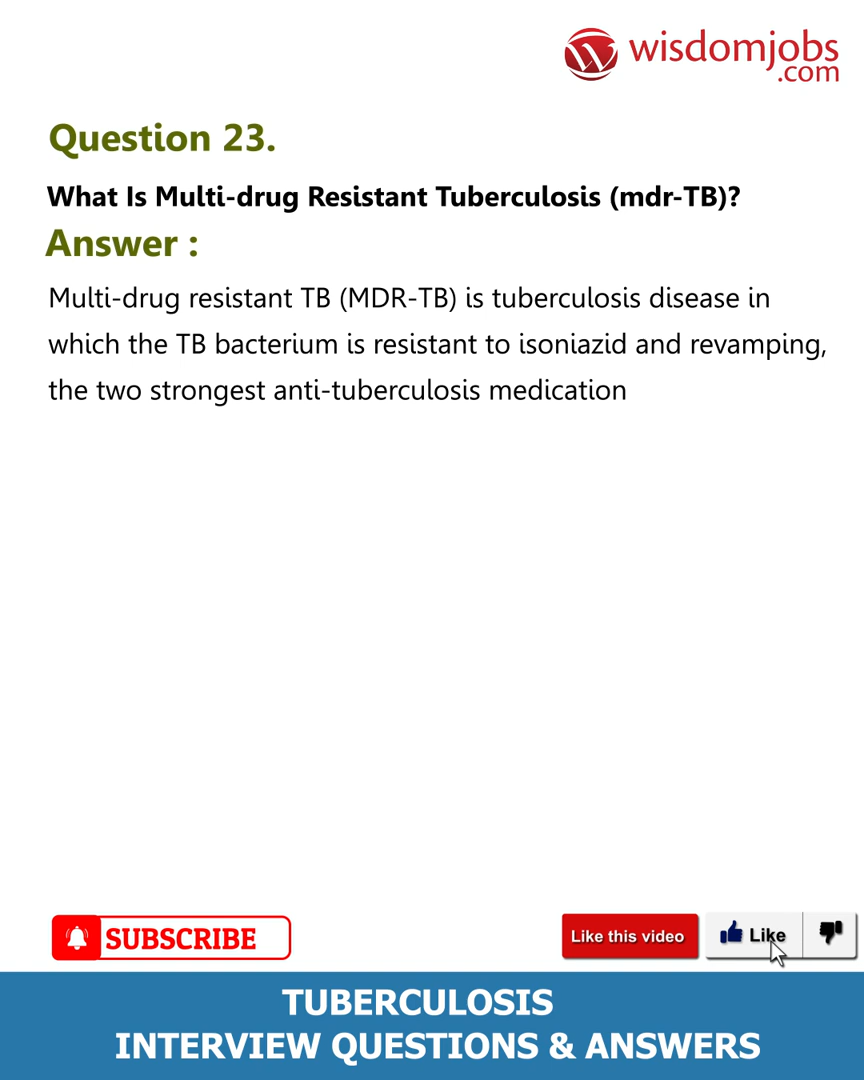 wisdomjobs
.com
Question 23.
What Is Multi-drug Resistant Tuberculosis (mdr-TB)?
Answer :
Multi-drug resistant TB (MDR-TB) is tuberculosis disease in
which the TB bacterium is resistant to isoniazid and revamping,
the two strongest anti-tuberculosis medication
SUBSCRIBE
Like this video
Like
TUBERCULOSIS
INTERVIEW QUESTIONS & ANSWERS